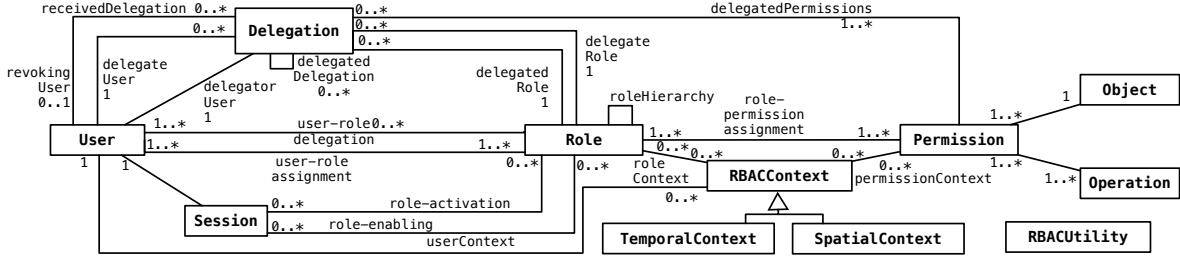 receivedDelegation 0..*
0..*
Delegation
0..*
0..*
0..*
delegatedPermissions
1..*
revoking
User
0..1
delegate
User
1
delegator
User
1
delegated
Delegation
0..*
delegated
Role
1
delegate
Role
1
roleHierarchy
role-
permission
assignment
1
Object
1..*
User
1..*
user-role
0..*
delegation
1..*
1..*
user-role
assignment
Role
1..*
1..*
Permission
1
1
0..*
0..*
0..*
0..*
role
Context
0..*
RBACContext
0..*
0..*
permissionContext
1..*
1..*
Operation
Session
0..*
role-activation
0..*
role-enabling
userContext
TemporalContext
SpatialContext
RBACUtility